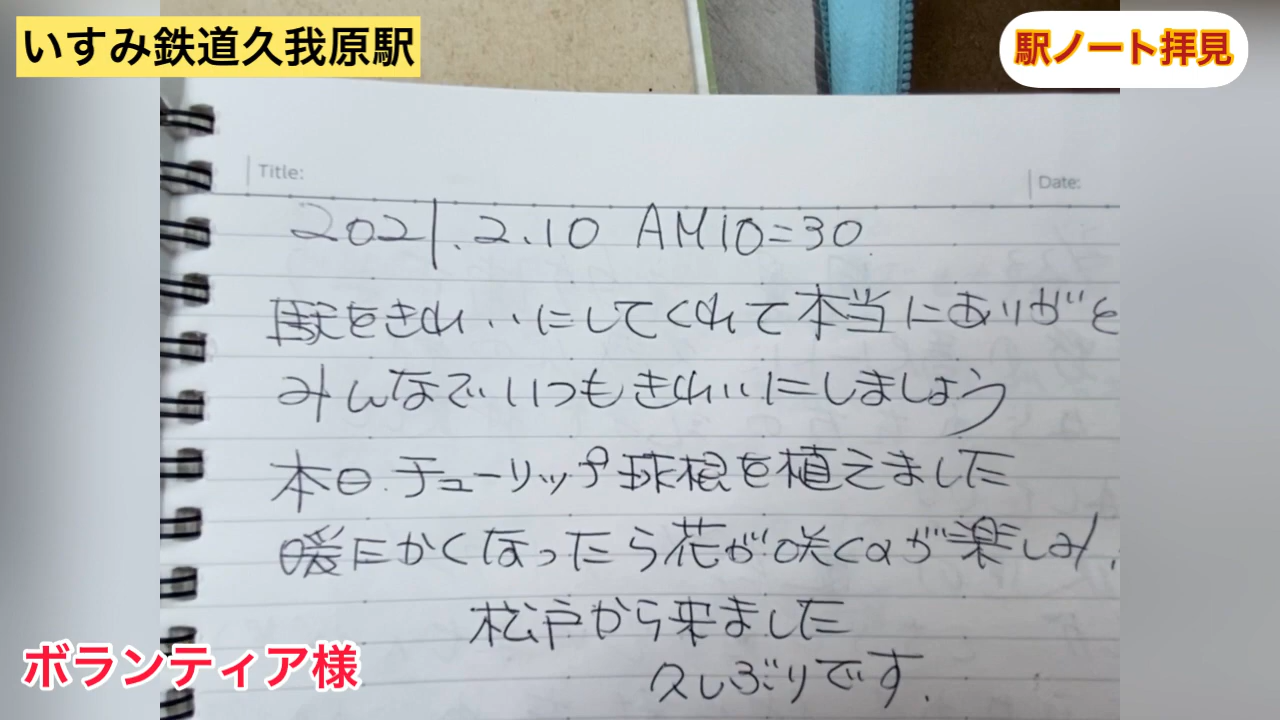 いすみ鉄道久我原駅
駅ノート拝見
Title:
Date:
2021.2.10 AM10=30
駅をきれいにしてくれて本当にありがと
みんなでいつもきれいにしましょう
本日.チューリップ球根を植えました
暖たかくなったら花が咲くのが楽しみ.
松戸から来ました
久しぶりです.
ボランティア様